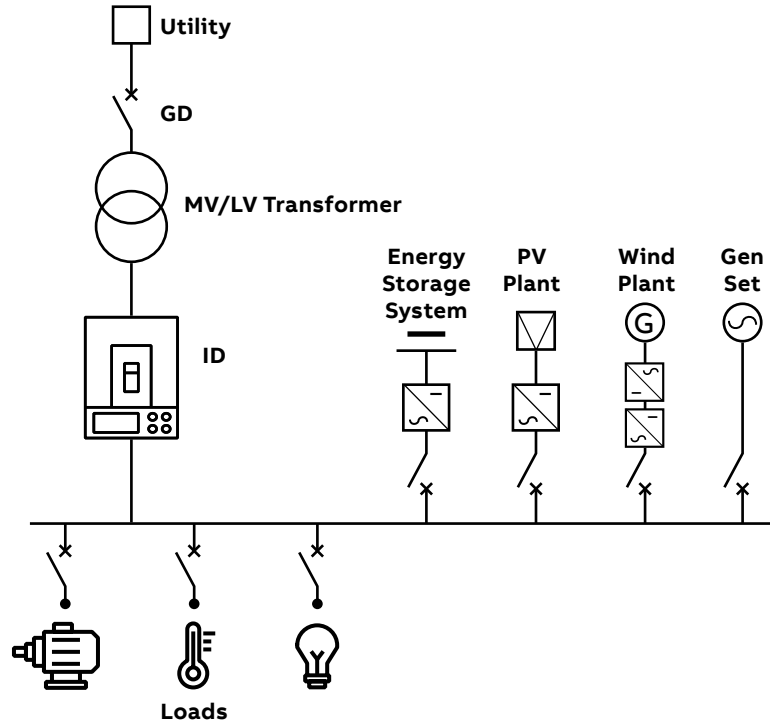 Utility
GD
MV/LV Transformer
Energy
Storage
System
PV
Plant
Wind
Plant
Gen
Set
ID
G
Loads